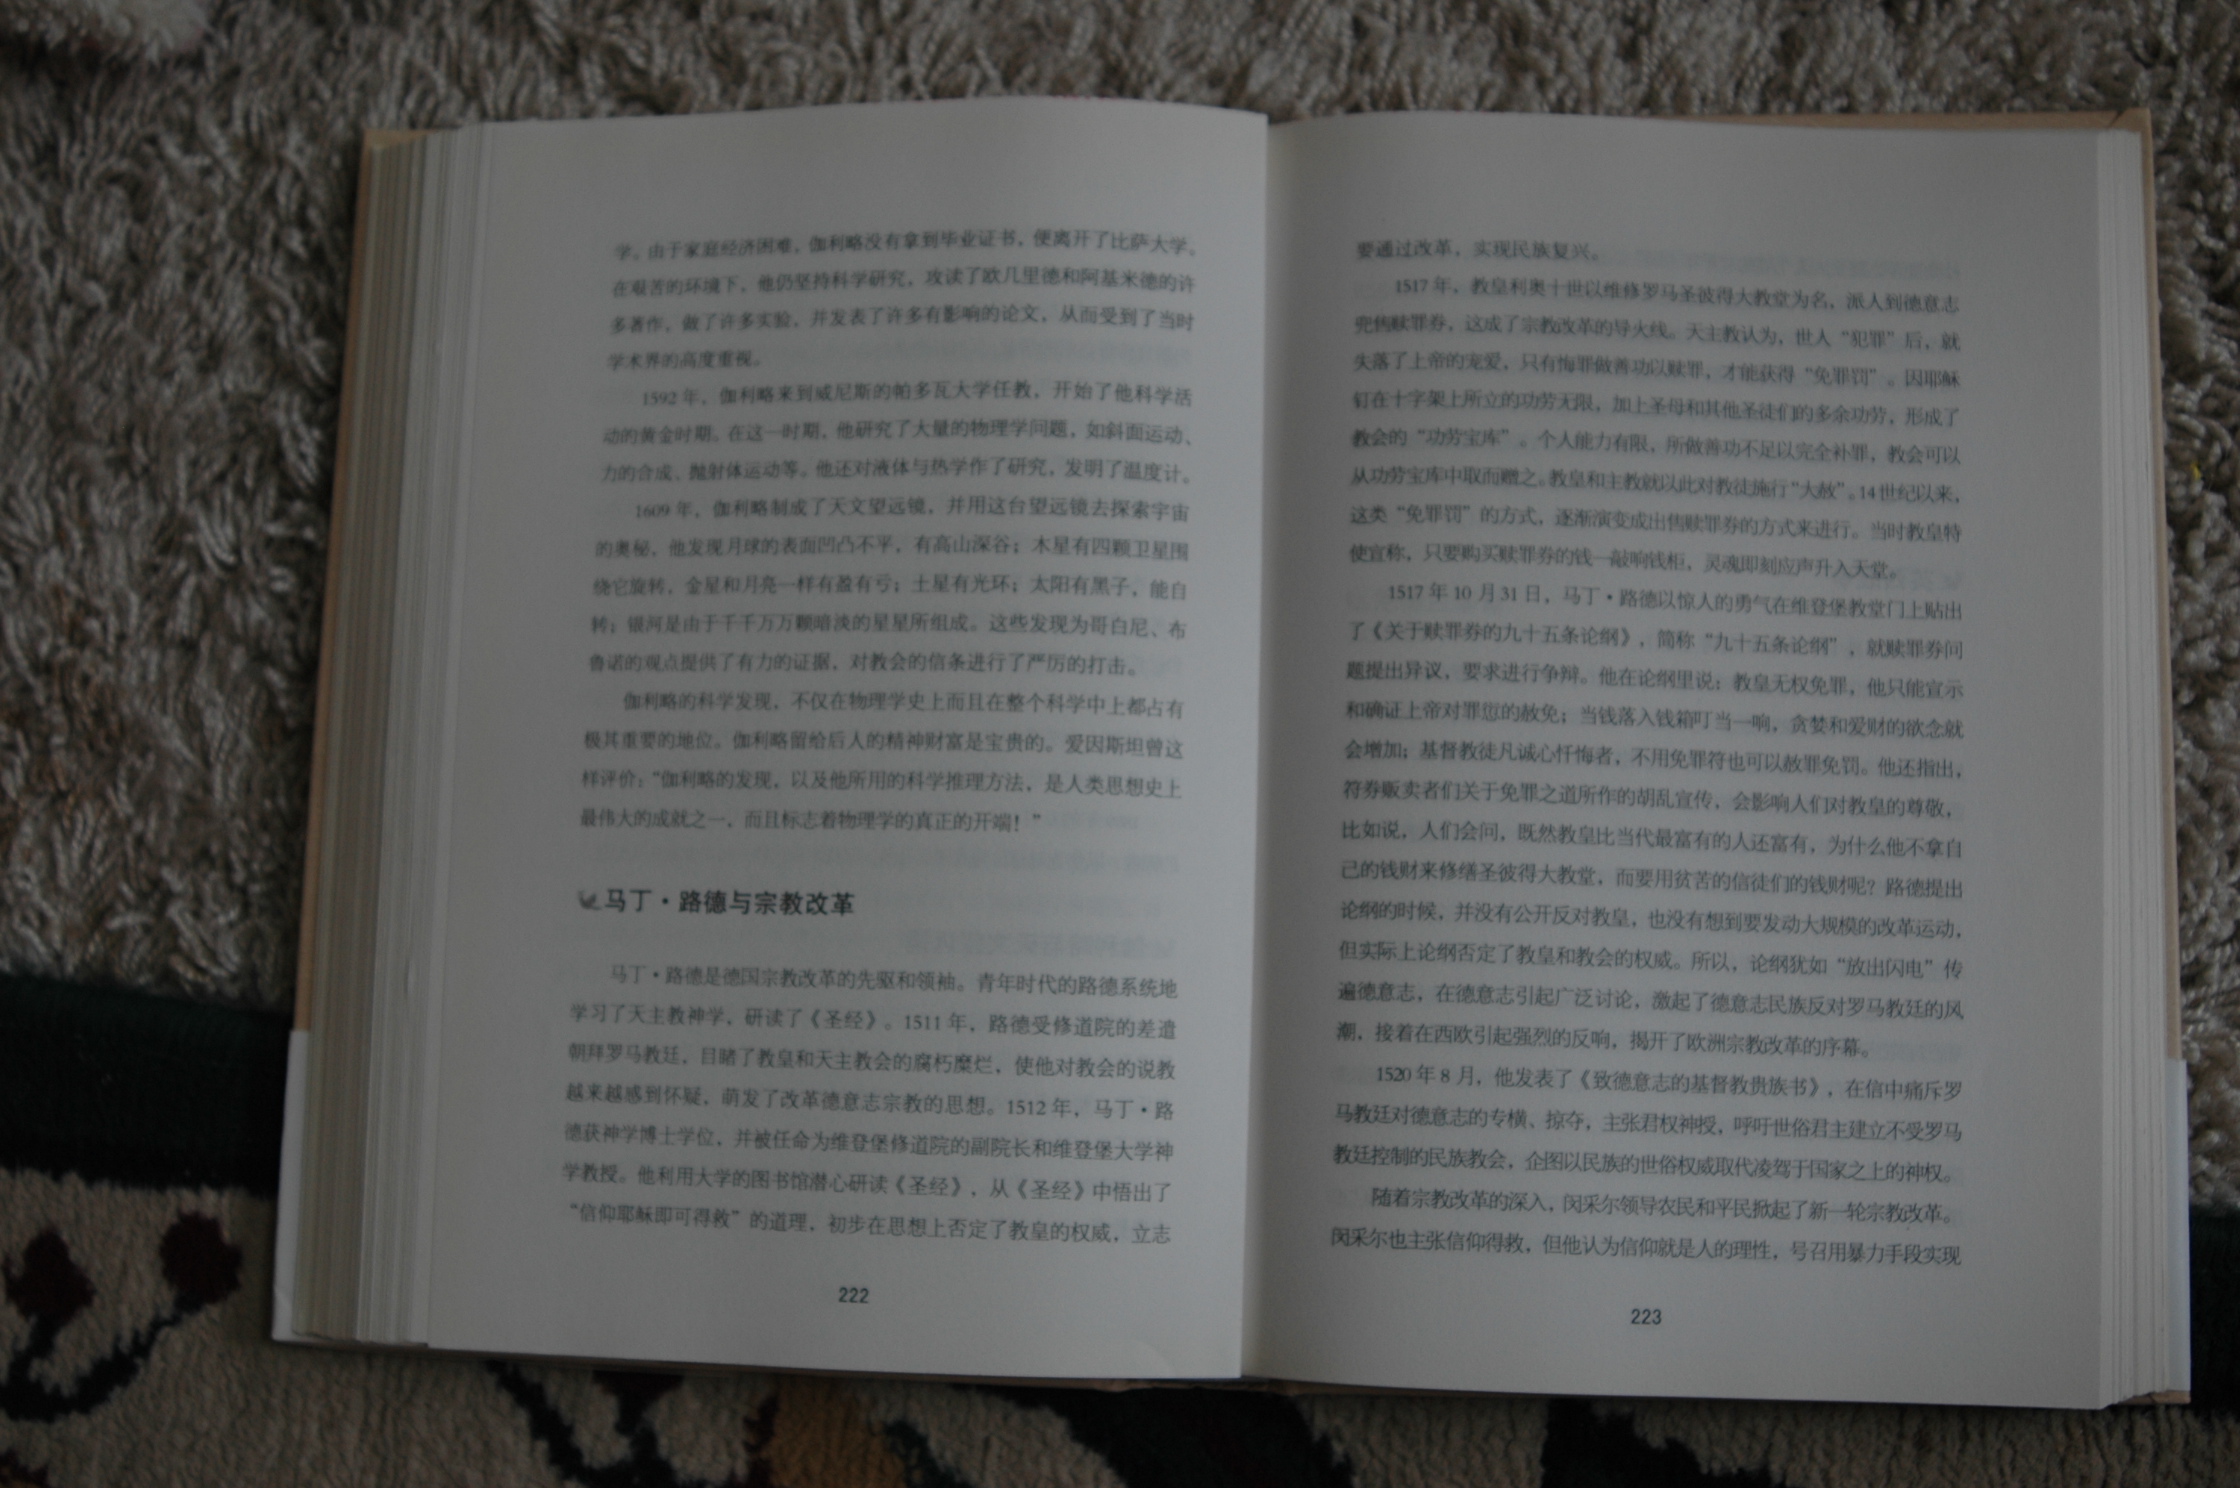 学。由于家庭经济困难，伽利略没有拿到毕业证书，便离开了比萨大学。
在艰苦的环境下，他仍坚持科学研究，攻读了欧几里德和阿基米德的许
多著作，做了许多实验，并发表了许多有影响的论文，从而受到了当时
学术界的高度重视。
1592年，伽利略来到威尼斯的帕多瓦大学任教，开始了他科学活
动的黄金时期。在这一时期，他研究了大量的物理学问题，如斜面运动、
力的合成、抛射体运动等。他还对液体与热学作了研究，发明了温度计。
1609年，伽利略制成了天文望远镜，并用这台望远镜去探索宇宙
的奥秘，他发现月球的表面凹凸不平，有高山深谷；木星有四颗卫星围
绕它旋转，金星和月亮一样有盈有亏；土星有光环；太阳有黑子，能自
转；银河是由千千万万颗暗淡的星星所组成。这些发现为哥白尼、布
鲁诺的观点提供了有力的证据，对教会的信条进行了严厉的打击。
伽利略的科学发现，不仅在物理学史上而且在整个科学中上都占有
极其重要的地位。伽利略留给后人的精神财富是宝贵的。爱因斯坦曾这
样评价：“伽利略的发现，以及他所用的科学推理方法，是人类思想史上
最伟大的成就之一，而且标志着物理学的真正的开端！”
马丁·路德与宗教改革
马丁·路德是德国宗教改革的先驱和领袖。青年时代的路德系统地
学习了天主教神学，研读了《圣经》。1511年，路德受修道院的差遣
朝拜罗马教廷，目睹了教皇和天主教会的腐朽糜烂，使他对教会的说教
越来越感到怀疑，萌发了改革德意志宗教的思想。1512年，马丁·路
德获神学博士学位，并被任命为维登堡修道院的副院长和维登堡大学神
学教授。他利用大学的图书馆潜心研读《圣经》，从《圣经》中悟出了
“信仰耶稣即可得救”的道理，初步在思想上否定了教皇的权威，立志
222
要通过改革，实现民族复兴。
1517年，教皇利奥十世以维修罗马圣彼得大教堂为名，派人到德意志
兜售赎罪券，这成了宗教改革的导火线。天主教认为，世人“犯罪”后，就
失落了上帝的宠爱，只有悔罪做善功以赎罪，才能获得“免罪罚”。因耶稣
钉在十字架上所立的功劳无限，加上圣母和其他圣徒们的多余功劳，形成了
教会的“功劳宝库”。个人能力有限，所做善功不足以完全补罪，教会可以
从功劳宝库中取而赠之。教皇和主教就以此对教徒施行“大赦”。14世纪以来，
这类“免罪罚”的方式，逐渐演变成出售赎罪券的方式来进行。当时教皇特
使宣称，只要购买赎罪券的钱一敲响钱柜，灵魂即刻应声升入天堂。
1517年10月31日，马丁·路德以惊人的勇气在维登堡教堂门上贴出
了《关于赎罪券的九十五条论纲》，简称“九十五条论纲”，就赎罪券问
题提出异议，要求进行争辩。他在论纲里说：教皇无权免罪，他只能宣示
和确证上帝对罪愆的赦免；当钱落入钱箱叮当一响，贪婪和爱财的欲念就
会增加；基督教徒凡诚心忏悔者，不用免罪符也可以赦罪免罚。他还指出，
符券贩卖者们关于免罪之道所作的胡乱宣传，会影响人们对教皇的尊敬，
比如说，人们会问，既然教皇比当代最富有的人还富有，为什么他不拿自
己的钱财来修缮圣彼得大教堂，而要用贫苦的信徒们的钱财呢？路德提出
论纲的时候，并没有公开反对教皇，也没有想到要发动大规模的改革运动，
但实际上论纲否定了教皇和教会的权威。所以，论纲犹如“放出闪电”传
遍德意志，在德意志引起广泛讨论，激起了德意志民族反对罗马教廷的风
潮，接着在西欧引起强烈的反响，揭开了欧洲宗教改革的序幕。
1520年8月，他发表了《致德意志的基督教贵族书》，在信中痛斥罗
马教廷对德意志的专横、掠夺，主张君权神授，呼吁世俗君主建立不受罗马
教廷控制的民族教会，企图以民族的世俗权威取代凌驾于国家之上的神权。
随着宗教改革的深入，闵采尔领导农民和平民掀起了新一轮宗教改革。
闵采尔也主张信仰得救，但他认为信仰就是人的理性，号召用暴力手段实现
223